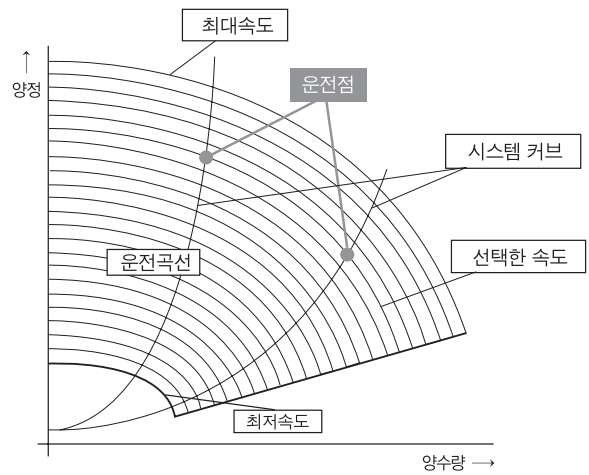 최대속도
양정
운전점
시스템 커브
운전곡선
선택한 속도
최저속도
양수량